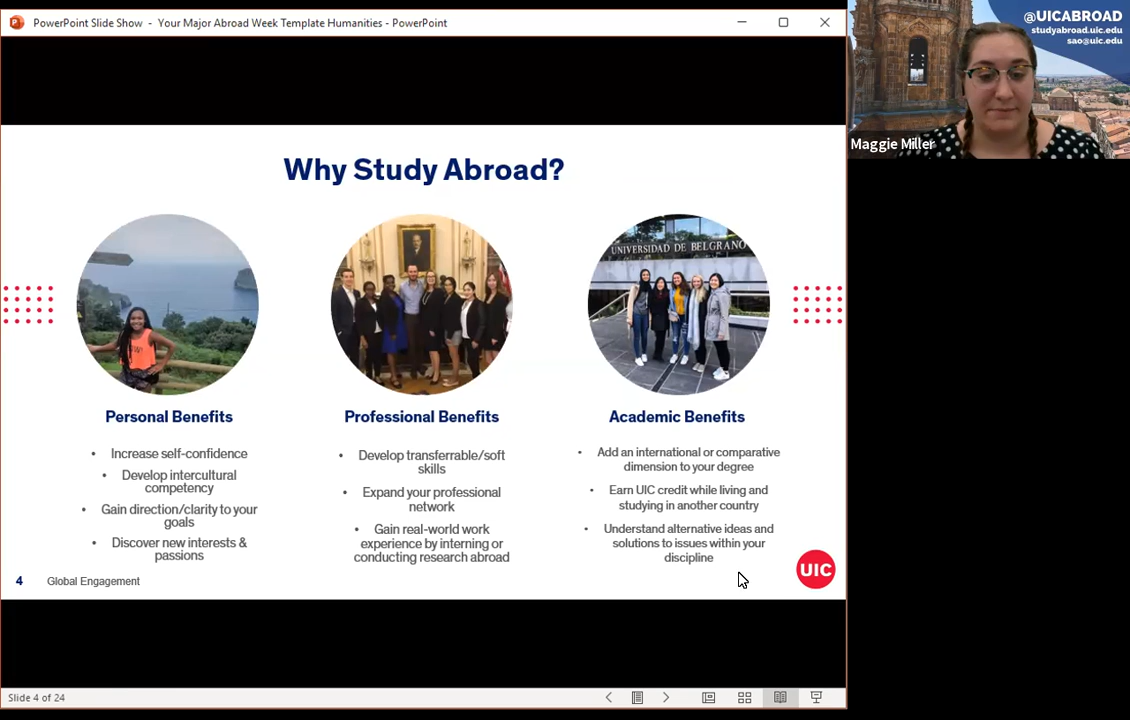 PowerPoint Slide Show - Your Major Abroad Week Template Humanities - PowerPoint
@UICABROAD
studyabroad.uic.edu
sao@uic.edu
Maggie Miller
Why Study Abroad?
UNIVERSIDAD DE BELGRANO
Personal Benefits
• Increase self-confidence
• Develop intercultural
competency
• Gain direction/clarity to your
goals
• Discover new interests &
passions
Professional Benefits
• Develop transferrable/soft
skills
• Expand your professional
network
• Gain real-world work
experience by interning or
conducting research abroad
Academic Benefits
• Add an international or comparative
dimension to your degree
• Earn UIC credit while living and
studying in another country
• Understand alternative ideas and
solutions to issues within your
discipline
4 Global Engagement
UIC
Slide 4 of 24